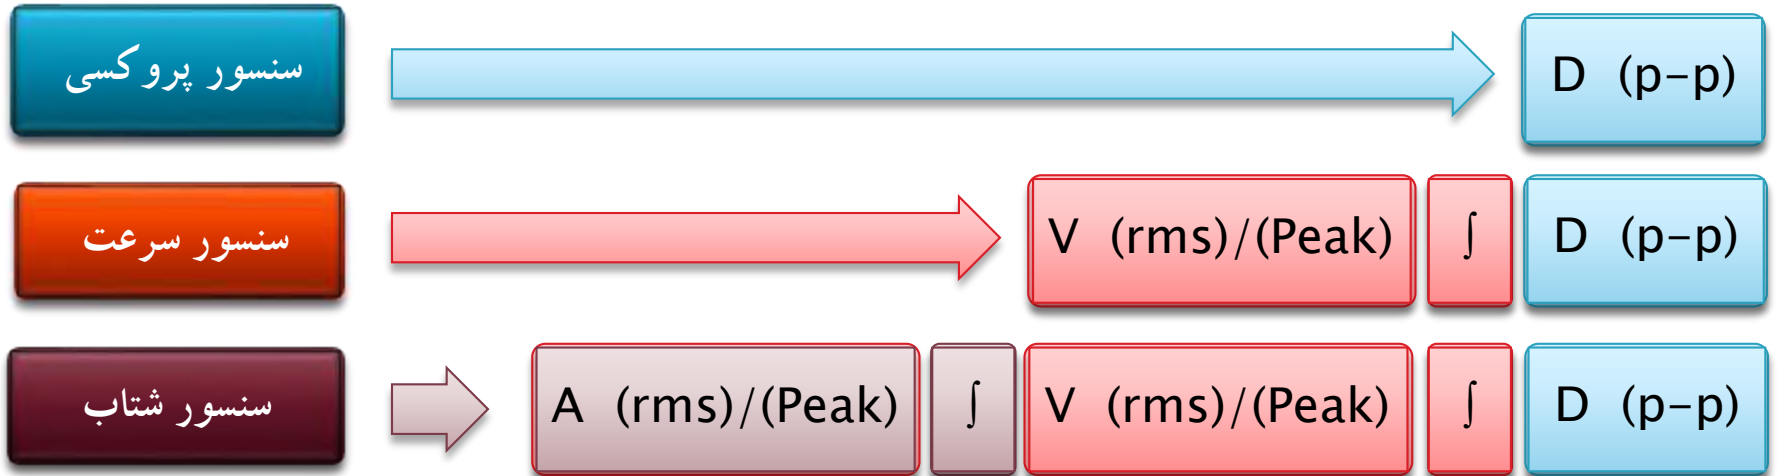 سنسور پروکسی D (p-p)
سنسور سرعت V (rms)/(Peak) ∫ D (p-p)
سنسور شتاب A (rms)/(Peak) ∫ V (rms)/(Peak) ∫ D (p-p)